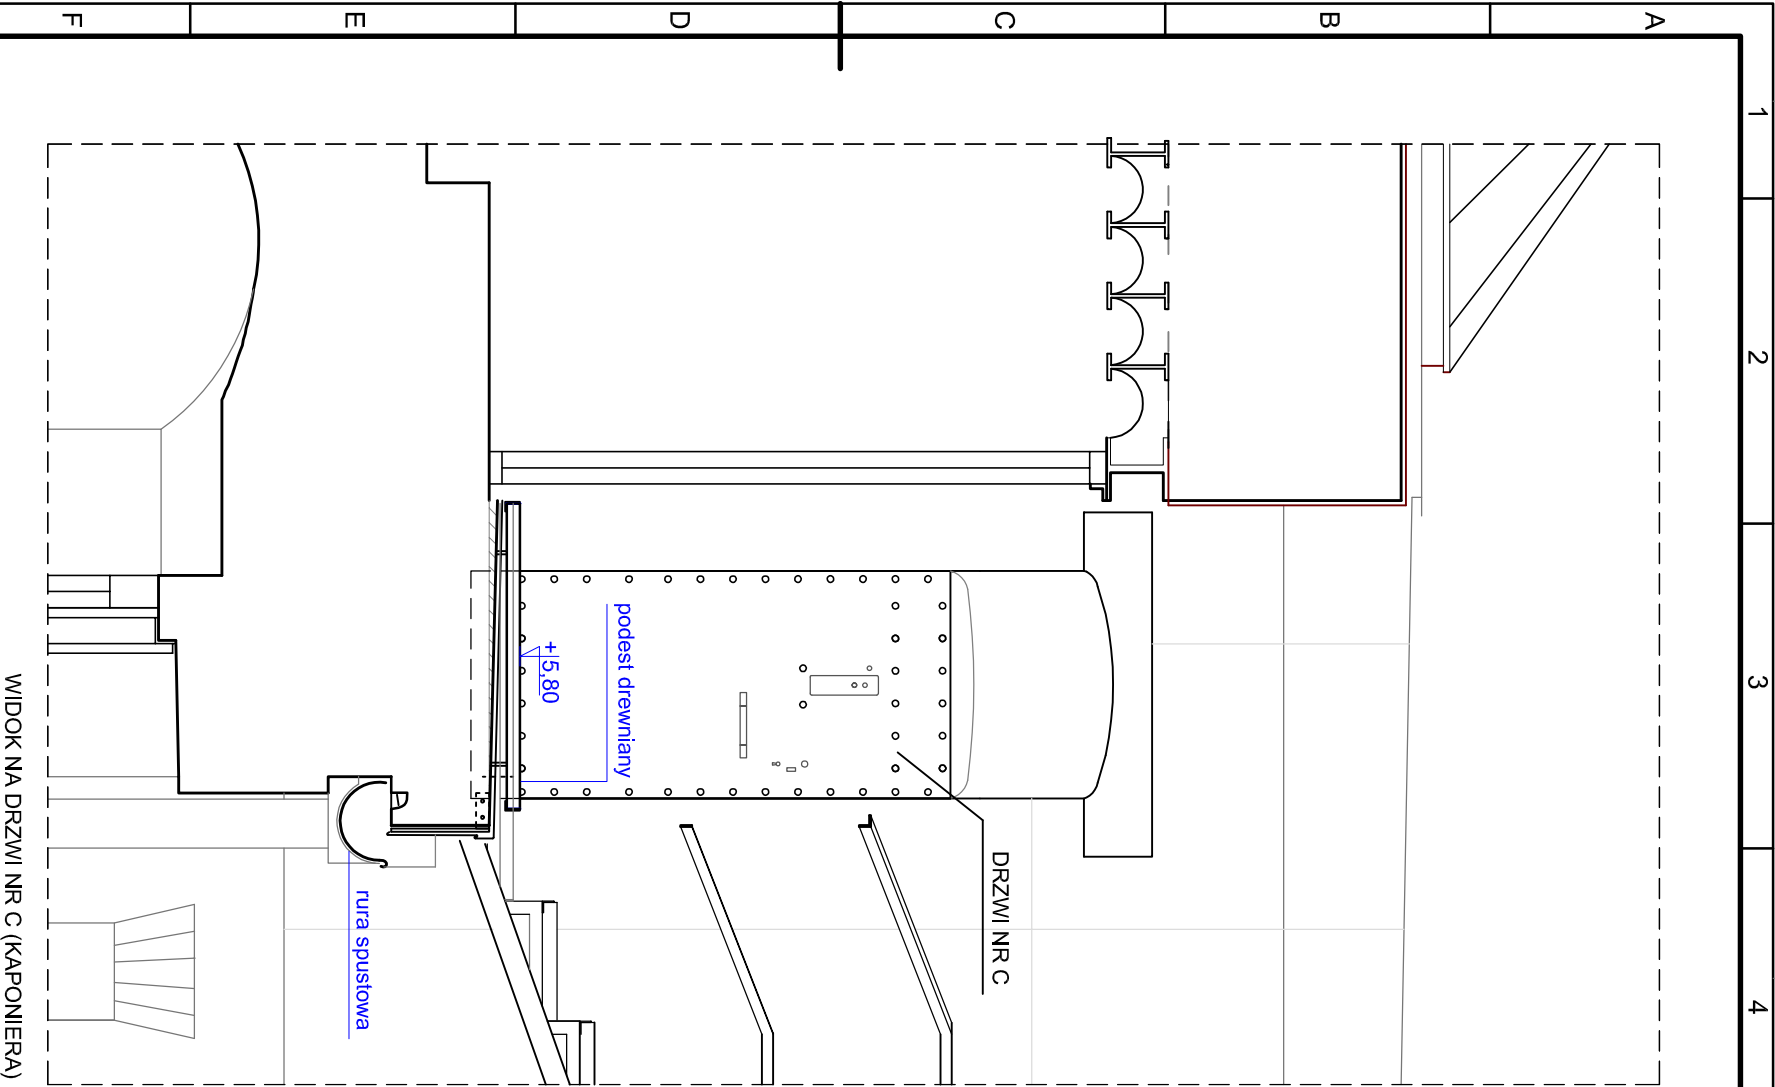 A
B
C
D
E
F
1
2
3
4
DRZWI NR C
podest drewniany
+5,80
rura spustowa
WIDOK NA DRZWI NR C (KAPONIERA)